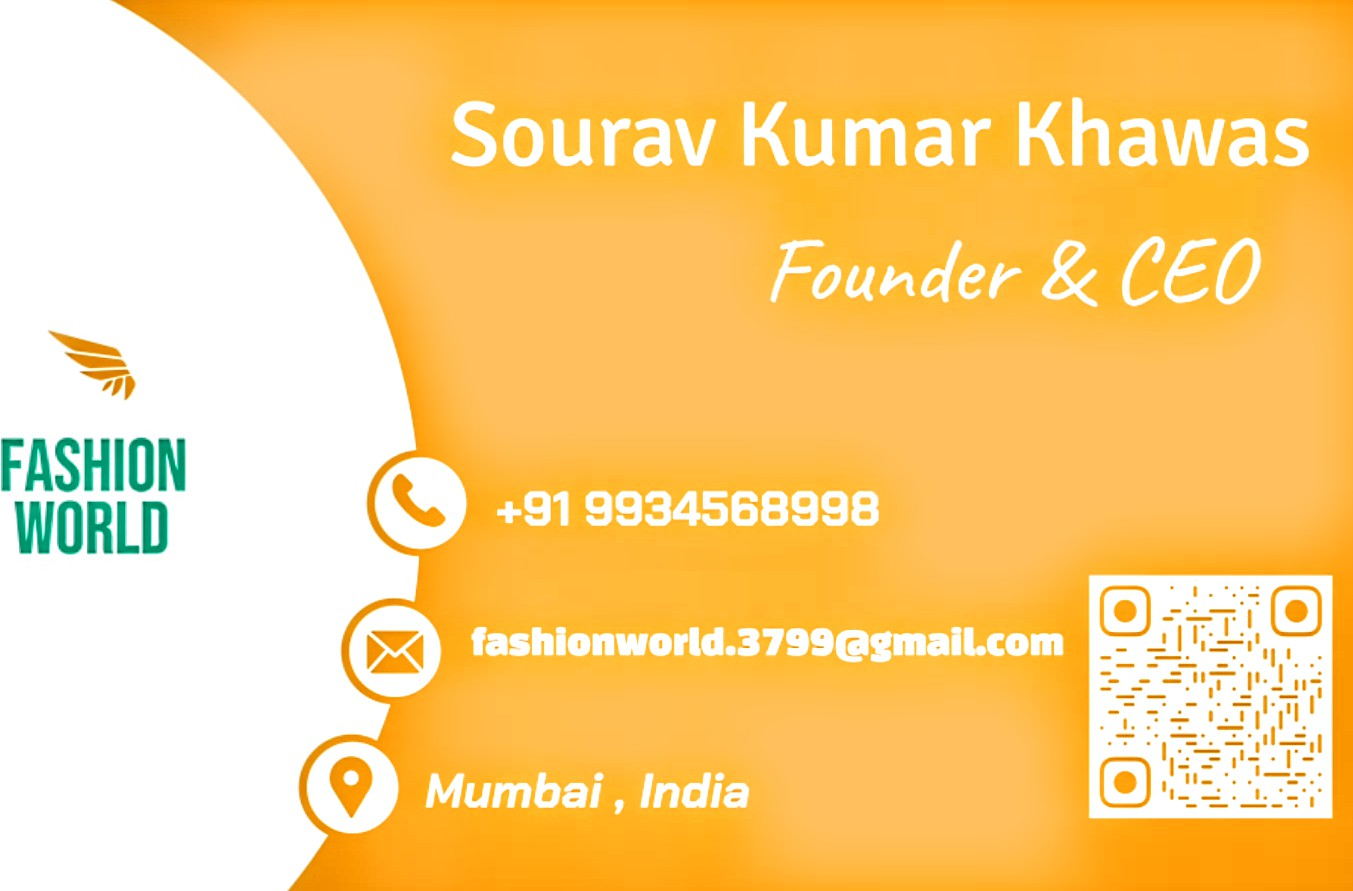 Sourav Kumar Khawas
Founder & CEO
FASHION
WORLD
+91 9934568998
fashionworld.3799@gmail.com
Mumbai , India